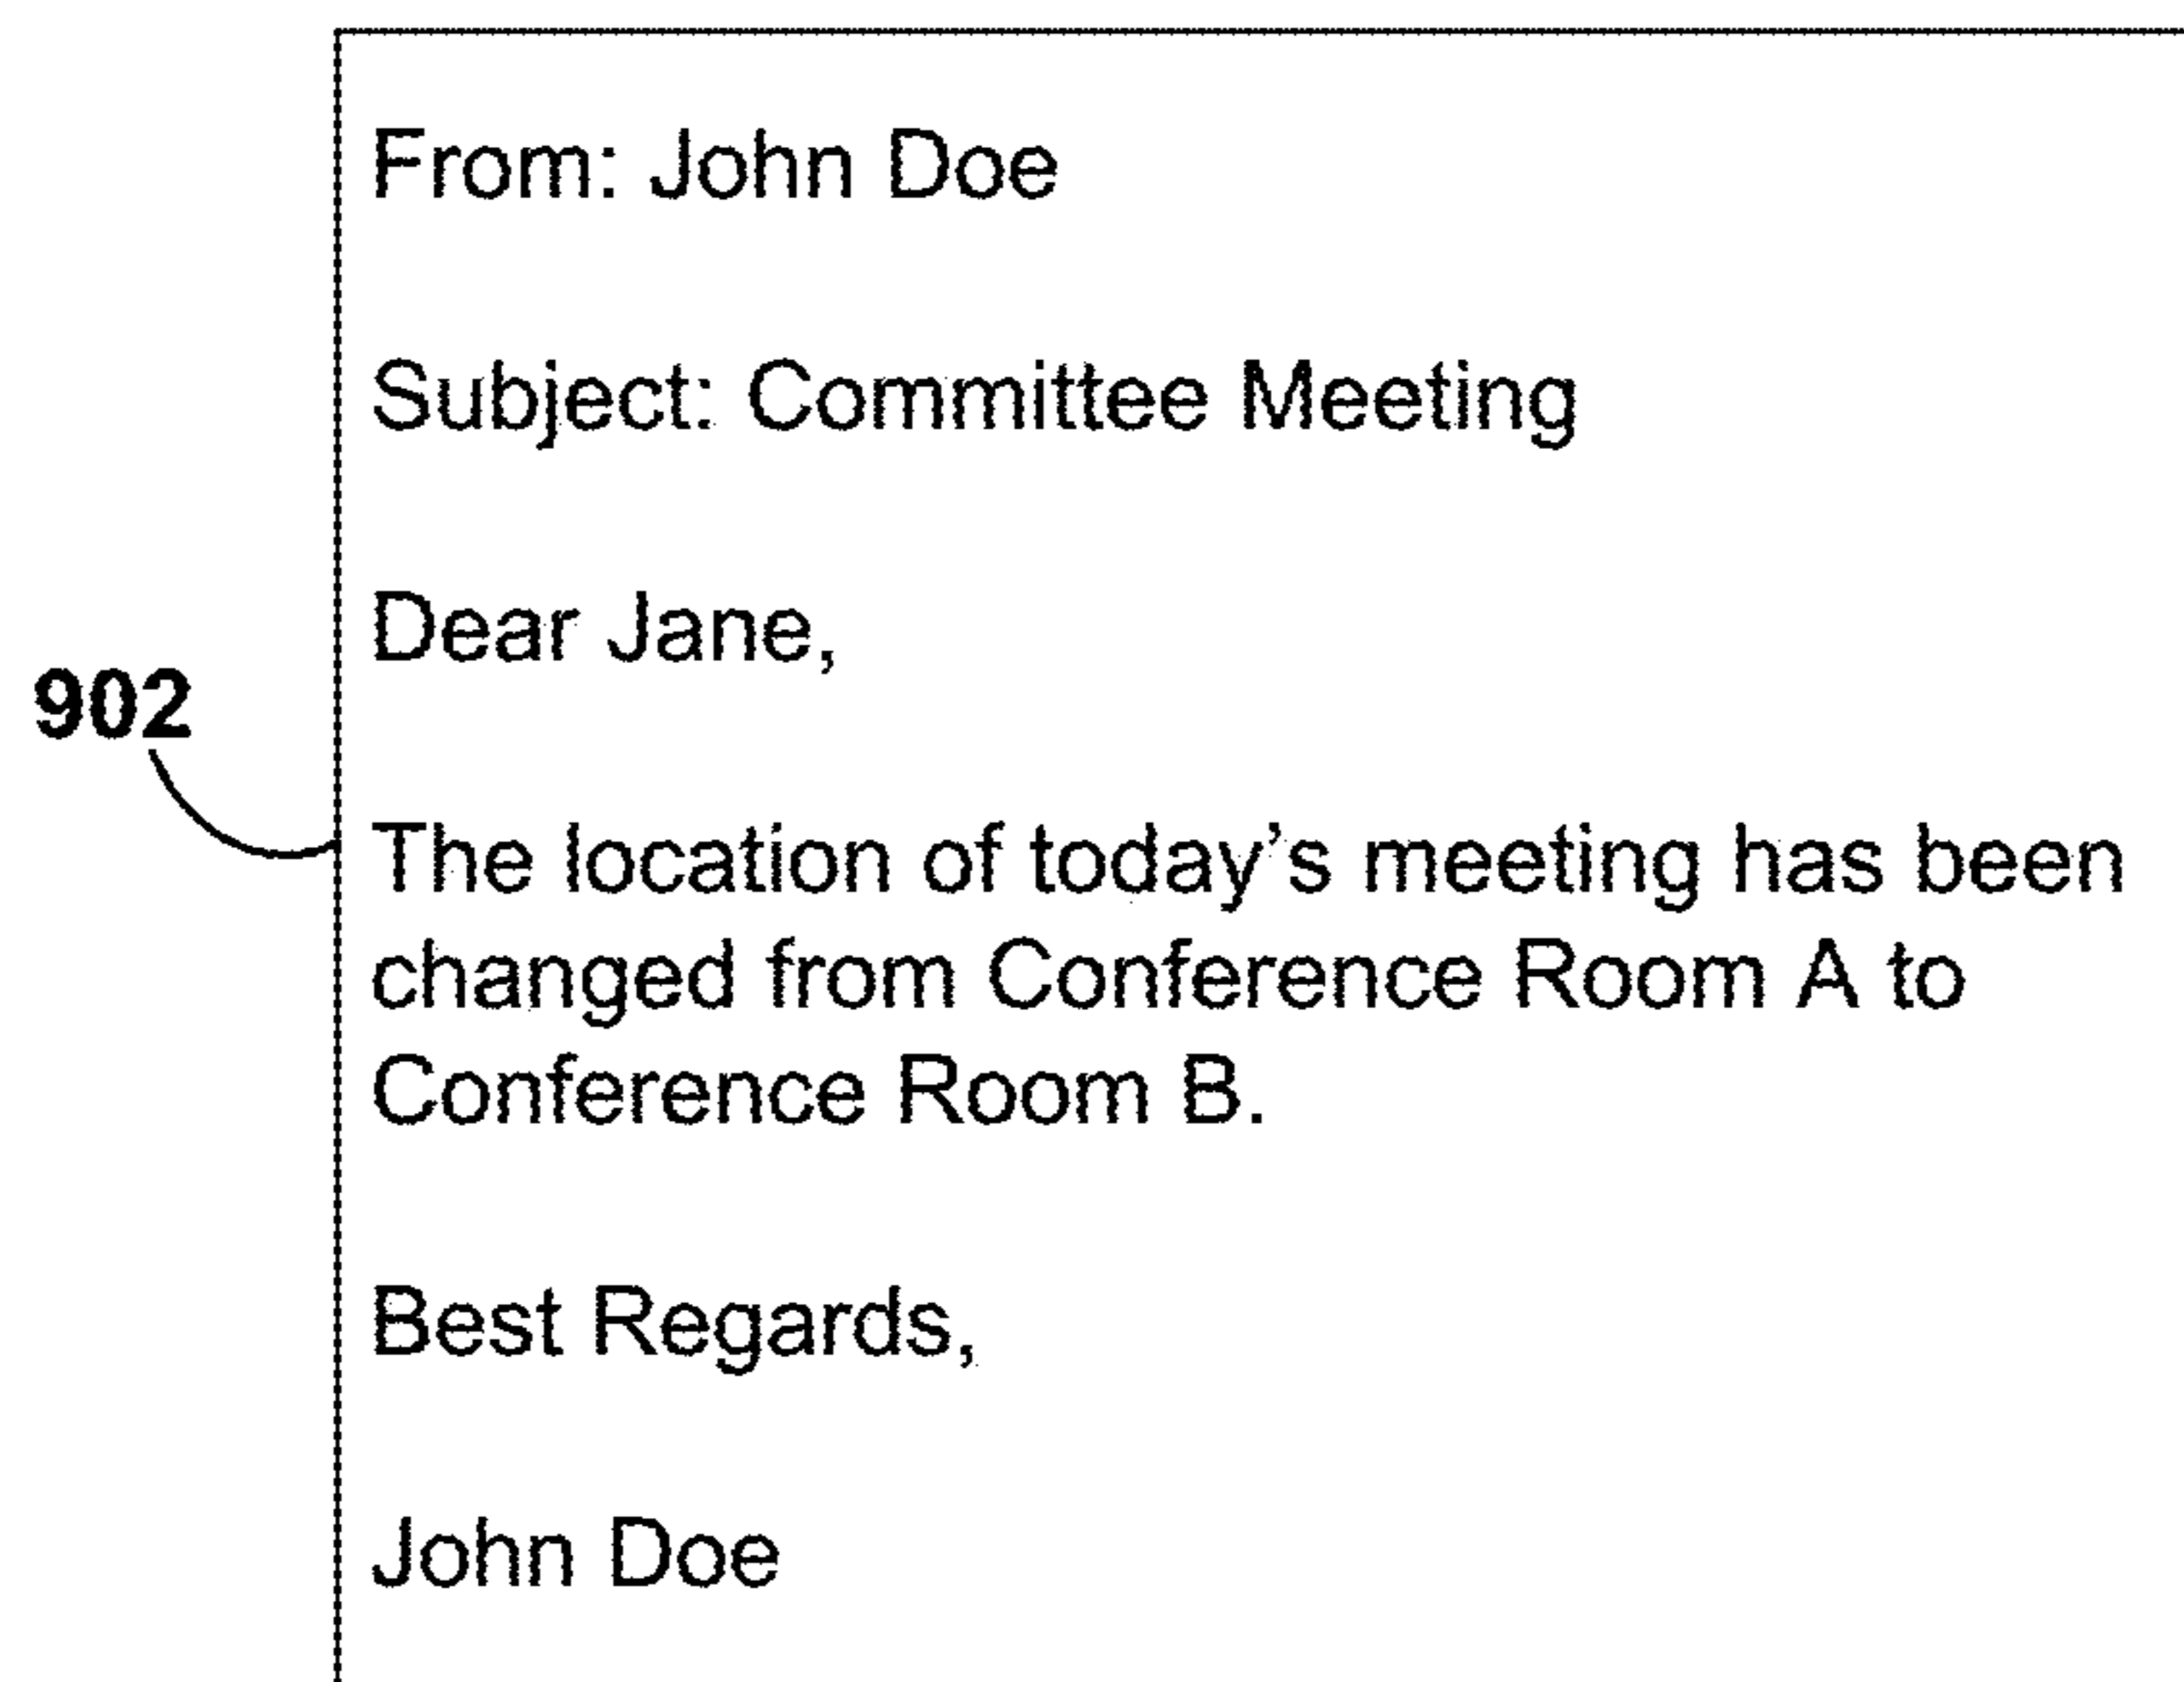 From: John Doe
Subject: Committee Meeting
Dear Jane,
902
The location of today’s meeting has been
changed from Conference Room A to
Conference Room B.
Best Regards,
John Doe